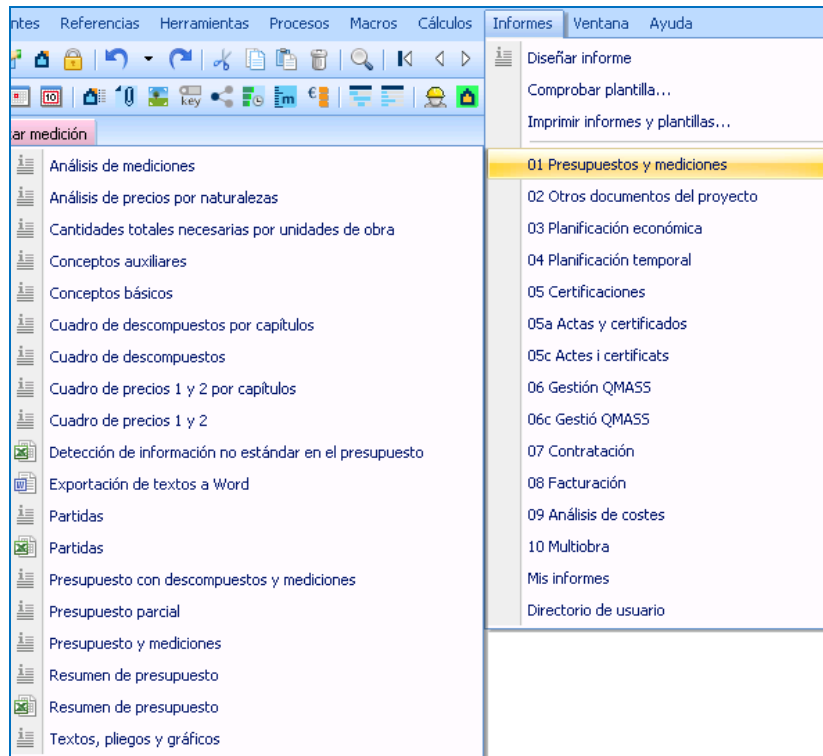 ntes Referencias Herramientas Procesos Macros Cálculos Informes Ventana Ayuda
10 key m
ar medición
Diseñar informe
Comprobar plantilla...
Imprimir informes y plantillas...
01 Presupuestos y mediciones
02 Otros documentos del proyecto
03 Planificación económica
04 Planificación temporal
05 Certificaciones
05a Actas y certificados
05c Actes i certificats
06 Gestión QMASS
06c Gestió QMASS
07 Contratación
08 Facturación
09 Análisis de costes
10 Multiobra
Mis informes
Directorio de usuario
Análisis de mediciones
Análisis de precios por naturalezas
Cantidades totales necesarias por unidades de obra
Conceptos auxiliares
Conceptos básicos
Cuadro de descompuestos por capítulos
Cuadro de descompuestos
Cuadro de precios 1 y 2 por capítulos
Cuadro de precios 1 y 2
Detección de información no estándar en el presupuesto
Exportación de textos a Word
Partidas
Partidas
Presupuesto con descompuestos y mediciones
Presupuesto parcial
Presupuesto y mediciones
Resumen de presupuesto
Resumen de presupuesto
Textos, pliegos y gráficos